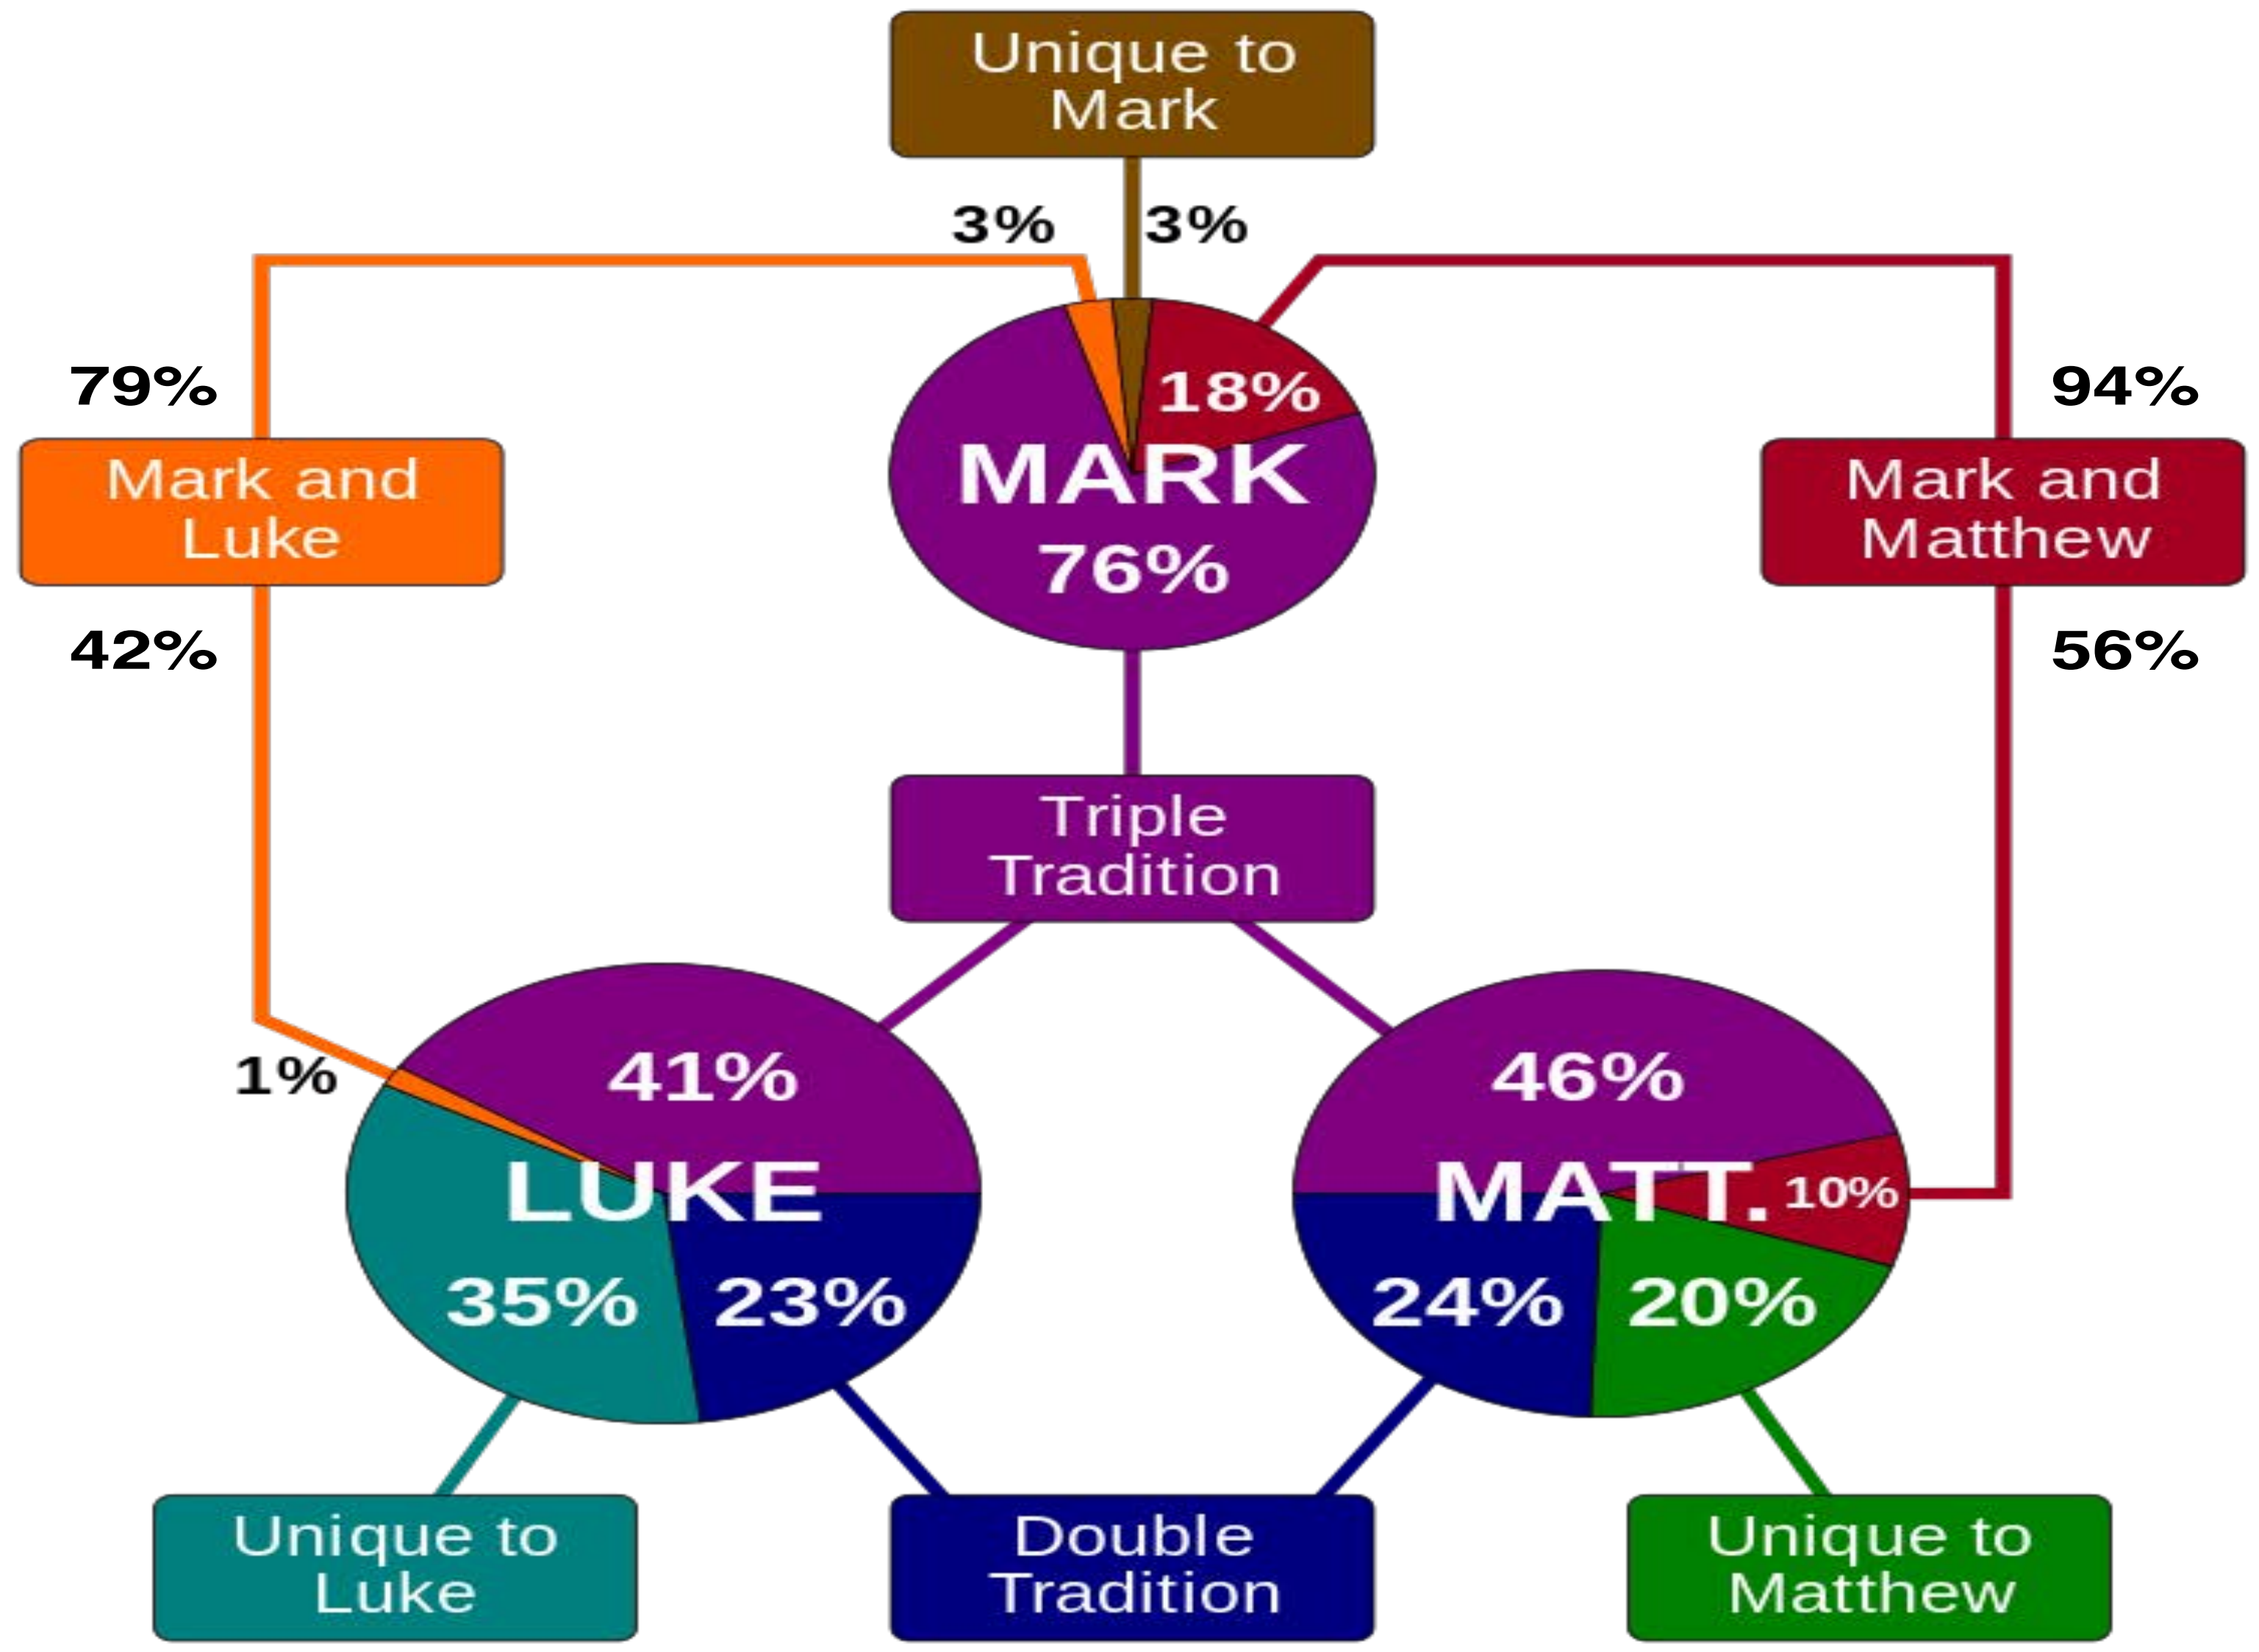 Unique to
Mark
3%
3%
79%
94%
18%
Mark and
Luke
MARK
Mark and
Matthew
76%
42%
56%
Triple
Tradition
1%
41%
46%
LUKE
MATT.
10%
35%
23%
24%
20%
Unique to
Luke
Double
Tradition
Unique to
Matthew